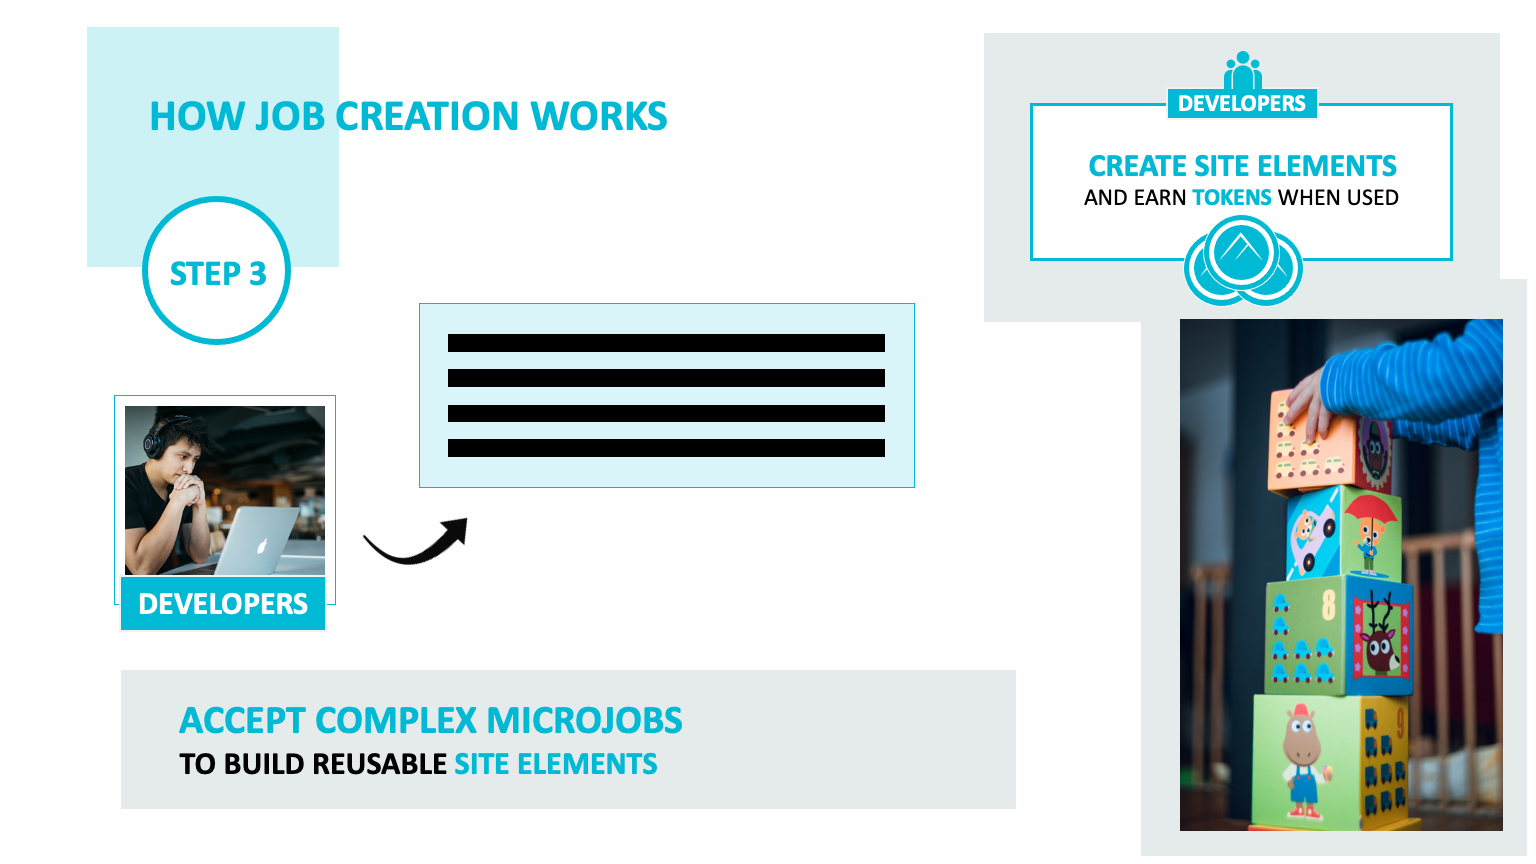 HOW JOB CREATION WORKS
STEP 3
DEVELOPERS
ACCEPT COMPLEX MICROJOBS
TO BUILD REUSABLE SITE ELEMENTS
DEVELOPERS
CREATE SITE ELEMENTS
AND EARN TOKENS WHEN USED
8
9